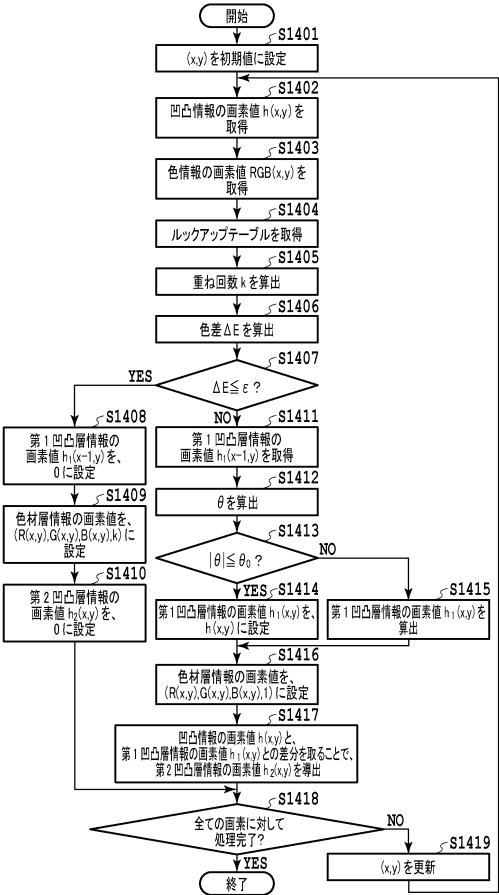 開始
S1401
(x,y)を初期値に設定
S1402
凹凸情報の画素値h(x,y)を
取得
S1403
色情報の画素値RGB(x,y)を
取得
S1404
ルックアップテーブルを取得
S1405
重ね回数kを算出
S1406
色差ΔEを算出
S1407
ΔE≦ε?
YES
NO
S1408
第1凹凸層情報の
画素値h₁(x-1,y)を、
0に設定
S1409
色材層情報の画素値を、
(R(x,y),G(x,y),B(x,y),k)に
設定
S1410
第2凹凸層情報の
画素値h₂(x,y)を、
0に設定
S1411
第1凹凸層情報の
画素値h₁(x-1,y)を取得
S1412
θを算出
S1413
|θ|≦θ₀?
NO
YES
S1414
第1凹凸層情報の画素値h₁(x,y)を、
h(x,y)に設定
S1415
第1凹凸層情報の画素値h₁(x,y)を
算出
S1416
色材層情報の画素値を、
(R(x,y),G(x,y),B(x,y),1)に設定
S1417
凹凸情報の画素値h(x,y)と、
第1凹凸層情報の画素値h₁(x,y)との差分を取ることで、
第2凹凸層情報の画素値h₂(x,y)を導出
S1418
全ての画素に対して
処理完了?
NO
YES
S1419
(x,y)を更新
終了